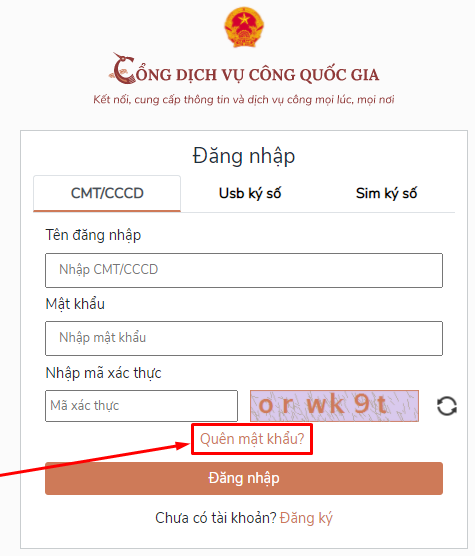 CỔNG DỊCH VỤ CÔNG QUỐC GIA
Kết nối, cung cấp thông tin và dịch vụ công mọi lúc, mọi nơi
Đăng nhập
CMT/CCCD Usb ký số Sim ký số
Tên đăng nhập
Nhập CMT/CCCD
Mật khẩu
Nhập mật khẩu
Nhập mã xác thực
Mã xác thực orwk9t
Quên mật khẩu?
Đăng nhập
Chưa có tài khoản? Đăng ký